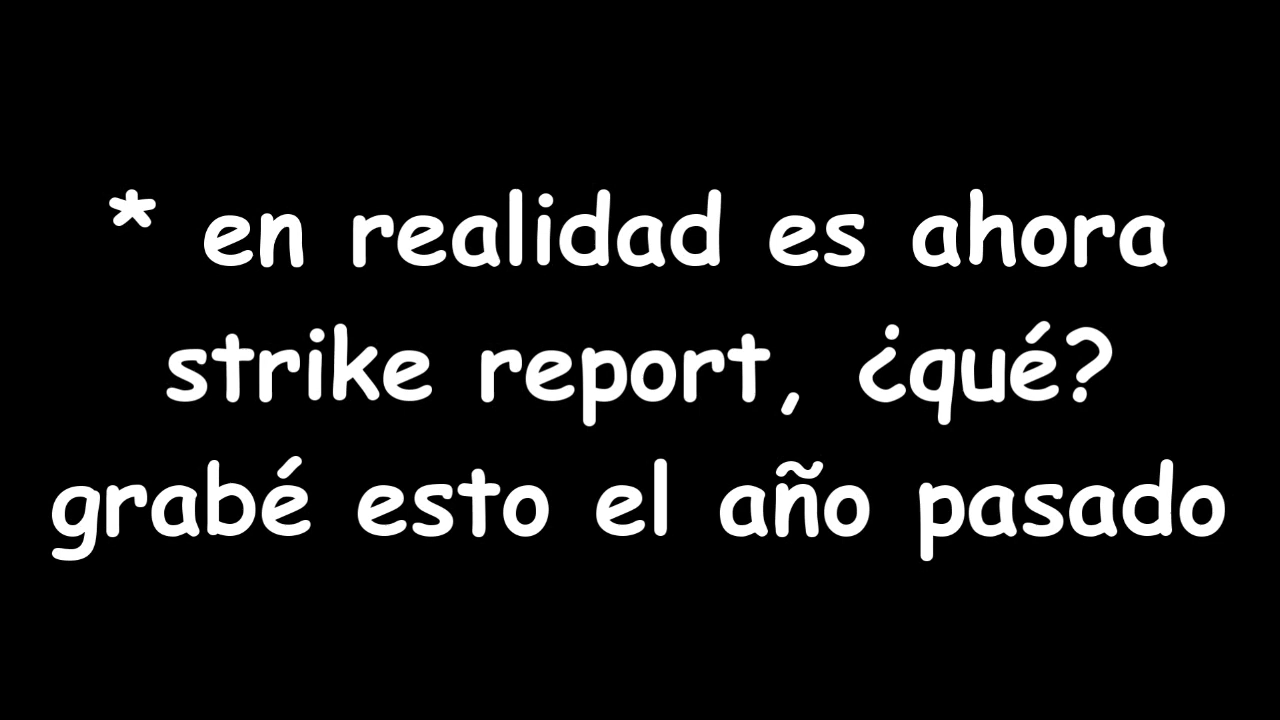 * en realidad es ahora
strike report, ¿qué?
grabé esto el año pasado